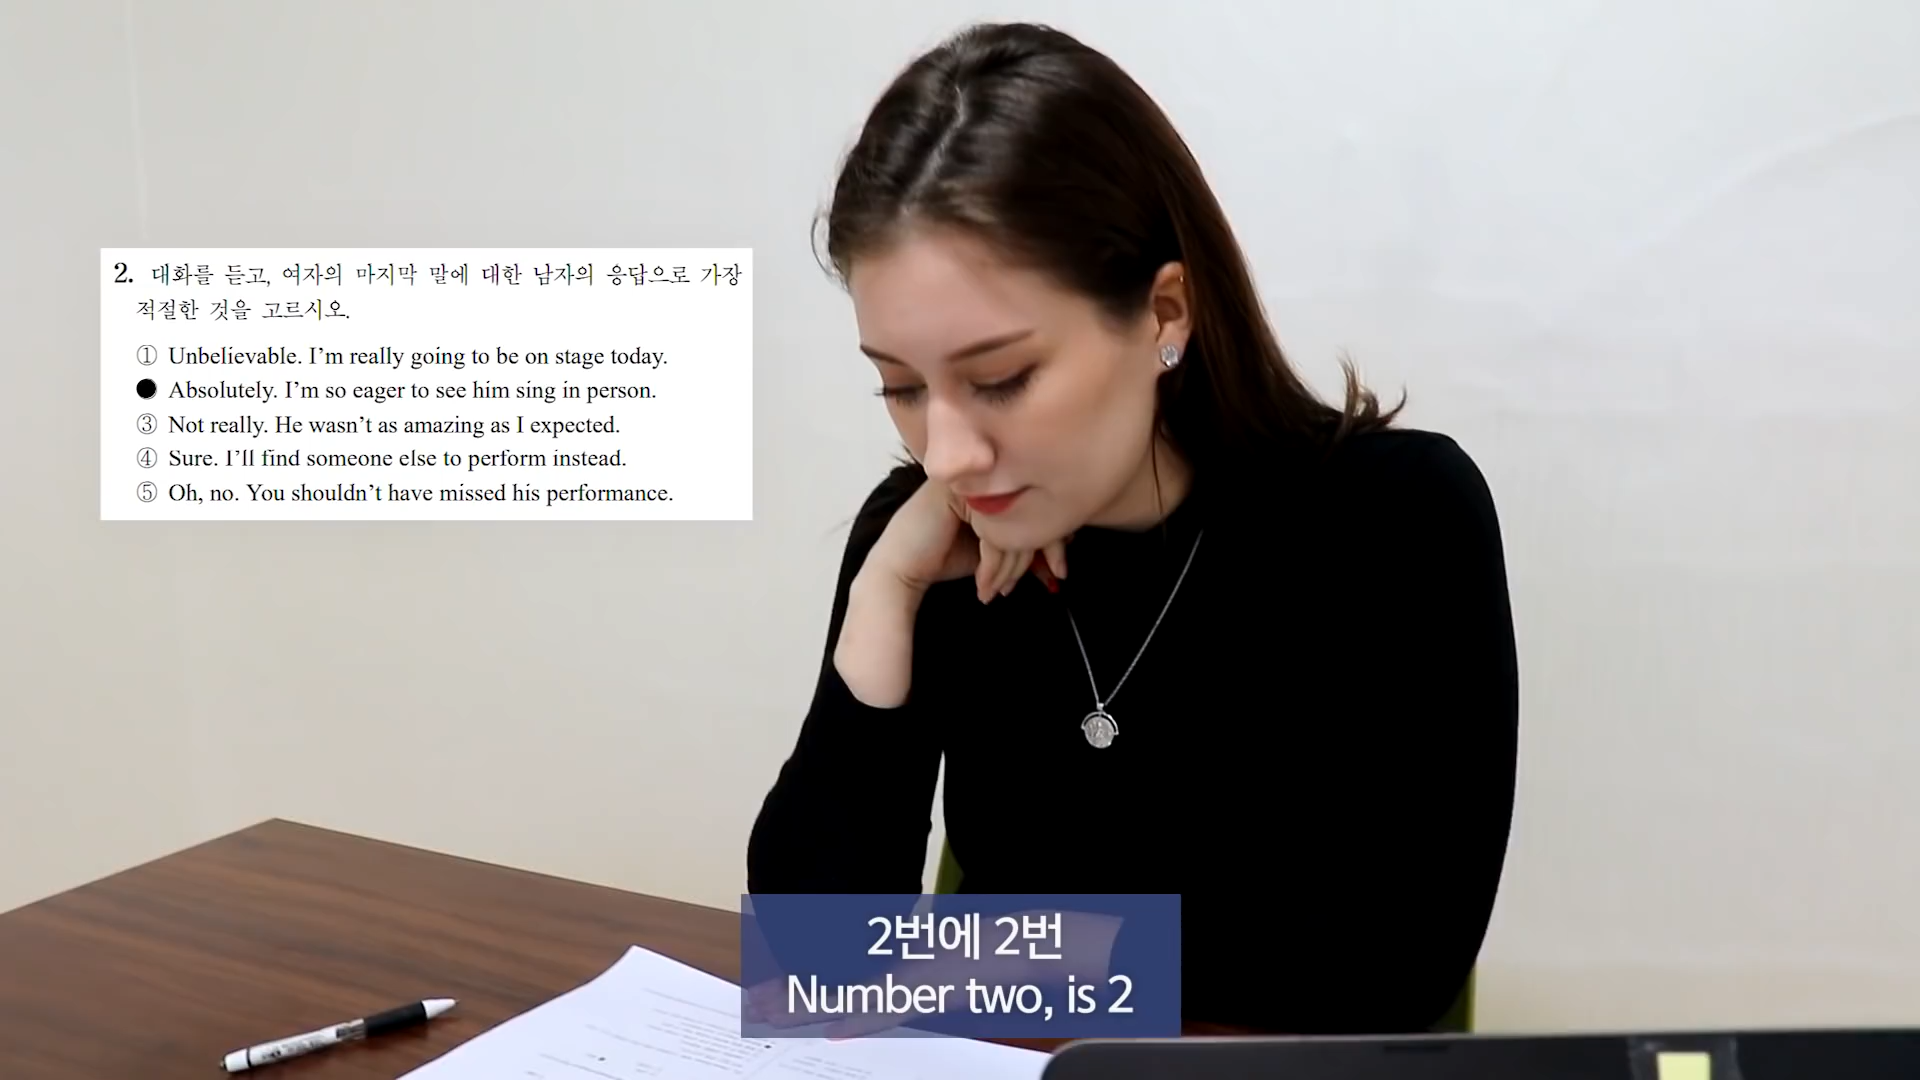 2. 대화를 듣고, 여자의 마지막 말에 대한 남자의 응답으로 가장
적절한 것을 고르시오.
① Unbelievable. I’m really going to be on stage today.
● Absolutely. I’m so eager to see him sing in person.
③ Not really. He wasn’t as amazing as I expected.
④ Sure. I’ll find someone else to perform instead.
⑤ Oh, no. You shouldn’t have missed his performance.
2번에 2번
Number two, is 2